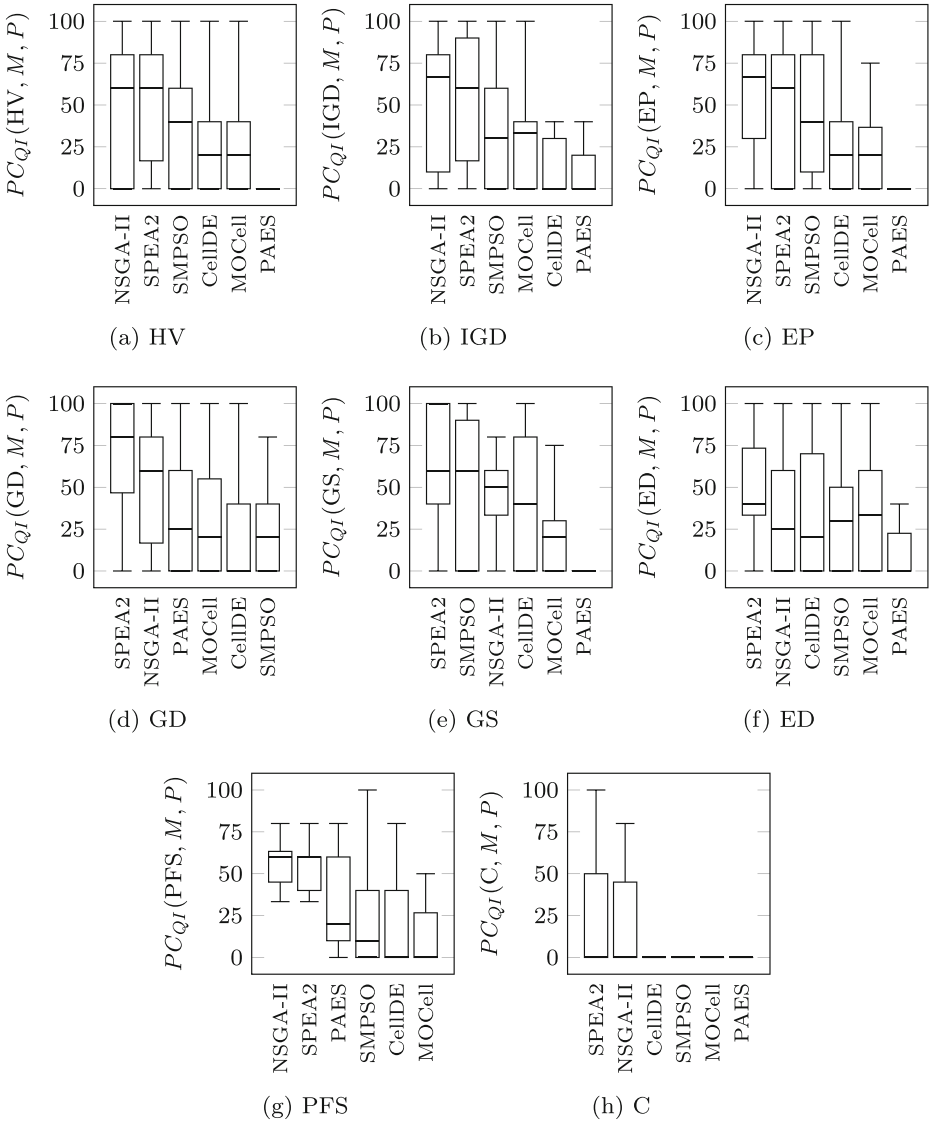 PC_QI(HV, M, P)
100
75
50
25
0
NSGA-II
SPEA2
SMPSO
CellDE
MOCell
PAES
(a) HV
PC_QI(IGD, M, P)
100
75
50
25
0
NSGA-II
SPEA2
SMPSO
MOCell
CellDE
PAES
(b) IGD
PC_QI(EP, M, P)
100
75
50
25
0
NSGA-II
SPEA2
SMPSO
CellDE
MOCell
PAES
(c) EP
PC_QI(GD, M, P)
100
75
50
25
0
SPEA2
NSGA-II
PAES
MOCell
CellDE
SMPSO
(d) GD
PC_QI(GS, M, P)
100
75
50
25
0
SPEA2
SMPSO
NSGA-II
CellDE
MOCell
PAES
(e) GS
PC_QI(ED, M, P)
100
75
50
25
0
SPEA2
NSGA-II
CellDE
SMPSO
MOCell
PAES
(f) ED
PC_QI(PFS, M, P)
100
75
50
25
0
NSGA-II
SPEA2
PAES
SMPSO
CellDE
MOCell
(g) PFS
PC_QI(C, M, P)
100
75
50
25
0
SPEA2
NSGA-II
CellDE
SMPSO
MOCell
PAES
(h) C